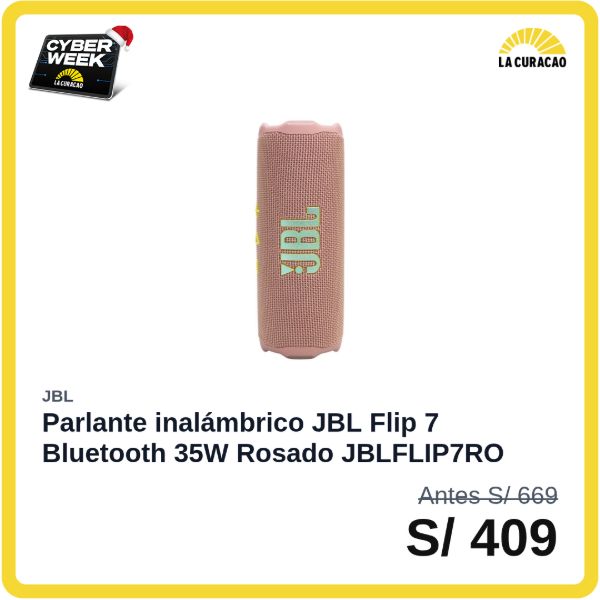 CYBER
WEEK
LA CURACAO
LA CURACAO
JBL
JBL
Parlante inalámbrico JBL Flip 7
Bluetooth 35W Rosado JBLFLIP7RO
Antes S/ 669
S/ 409